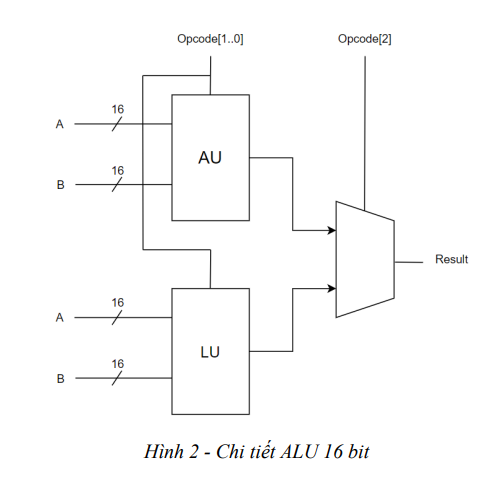 Opcode[1..0]
Opcode[2]
16
A
AU
16
B
Result
16
A
LU
16
B
Hình 2 - Chi tiết ALU 16 bit